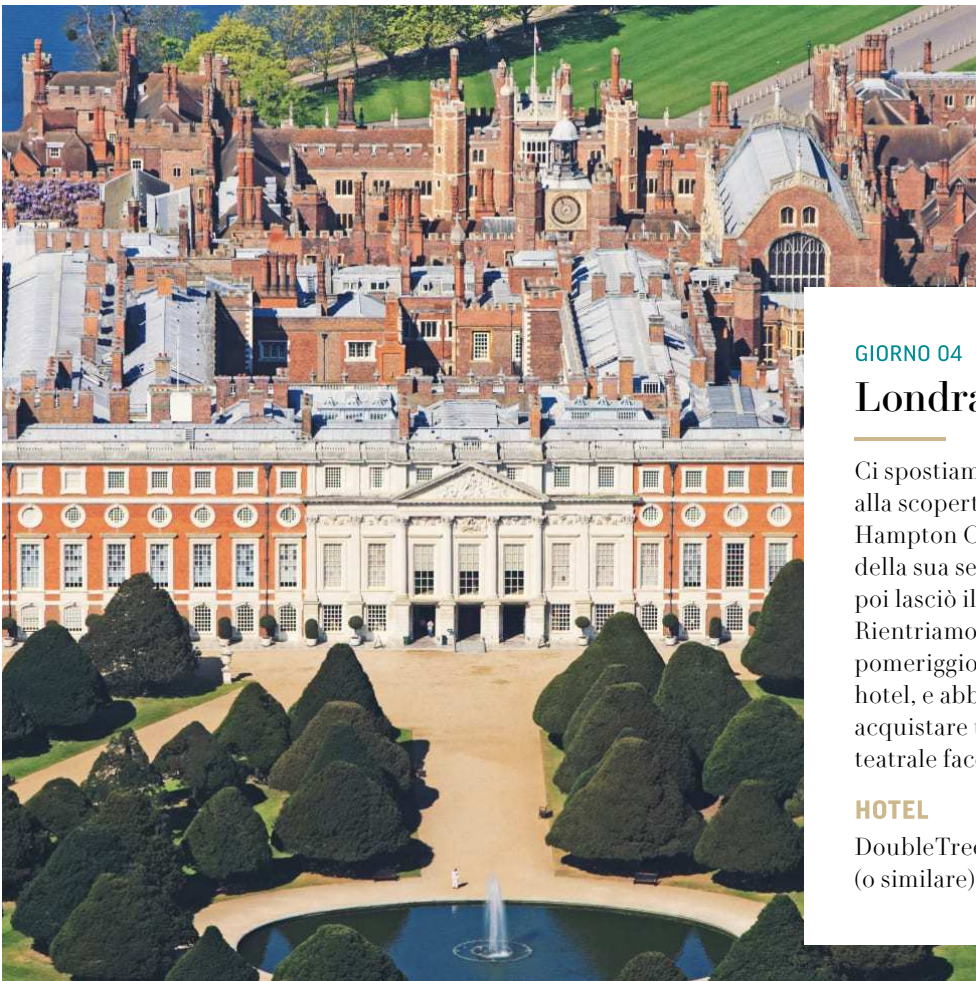 GIORNO 04
Londra
Ci spostiam
alla scopert
Hampton C
della sua se
poi lasciò il
Rientriamo
pomeriggio
hotel, e abb
acquistare t
teatrale fac
HOTEL
DoubleTree
(o similare)